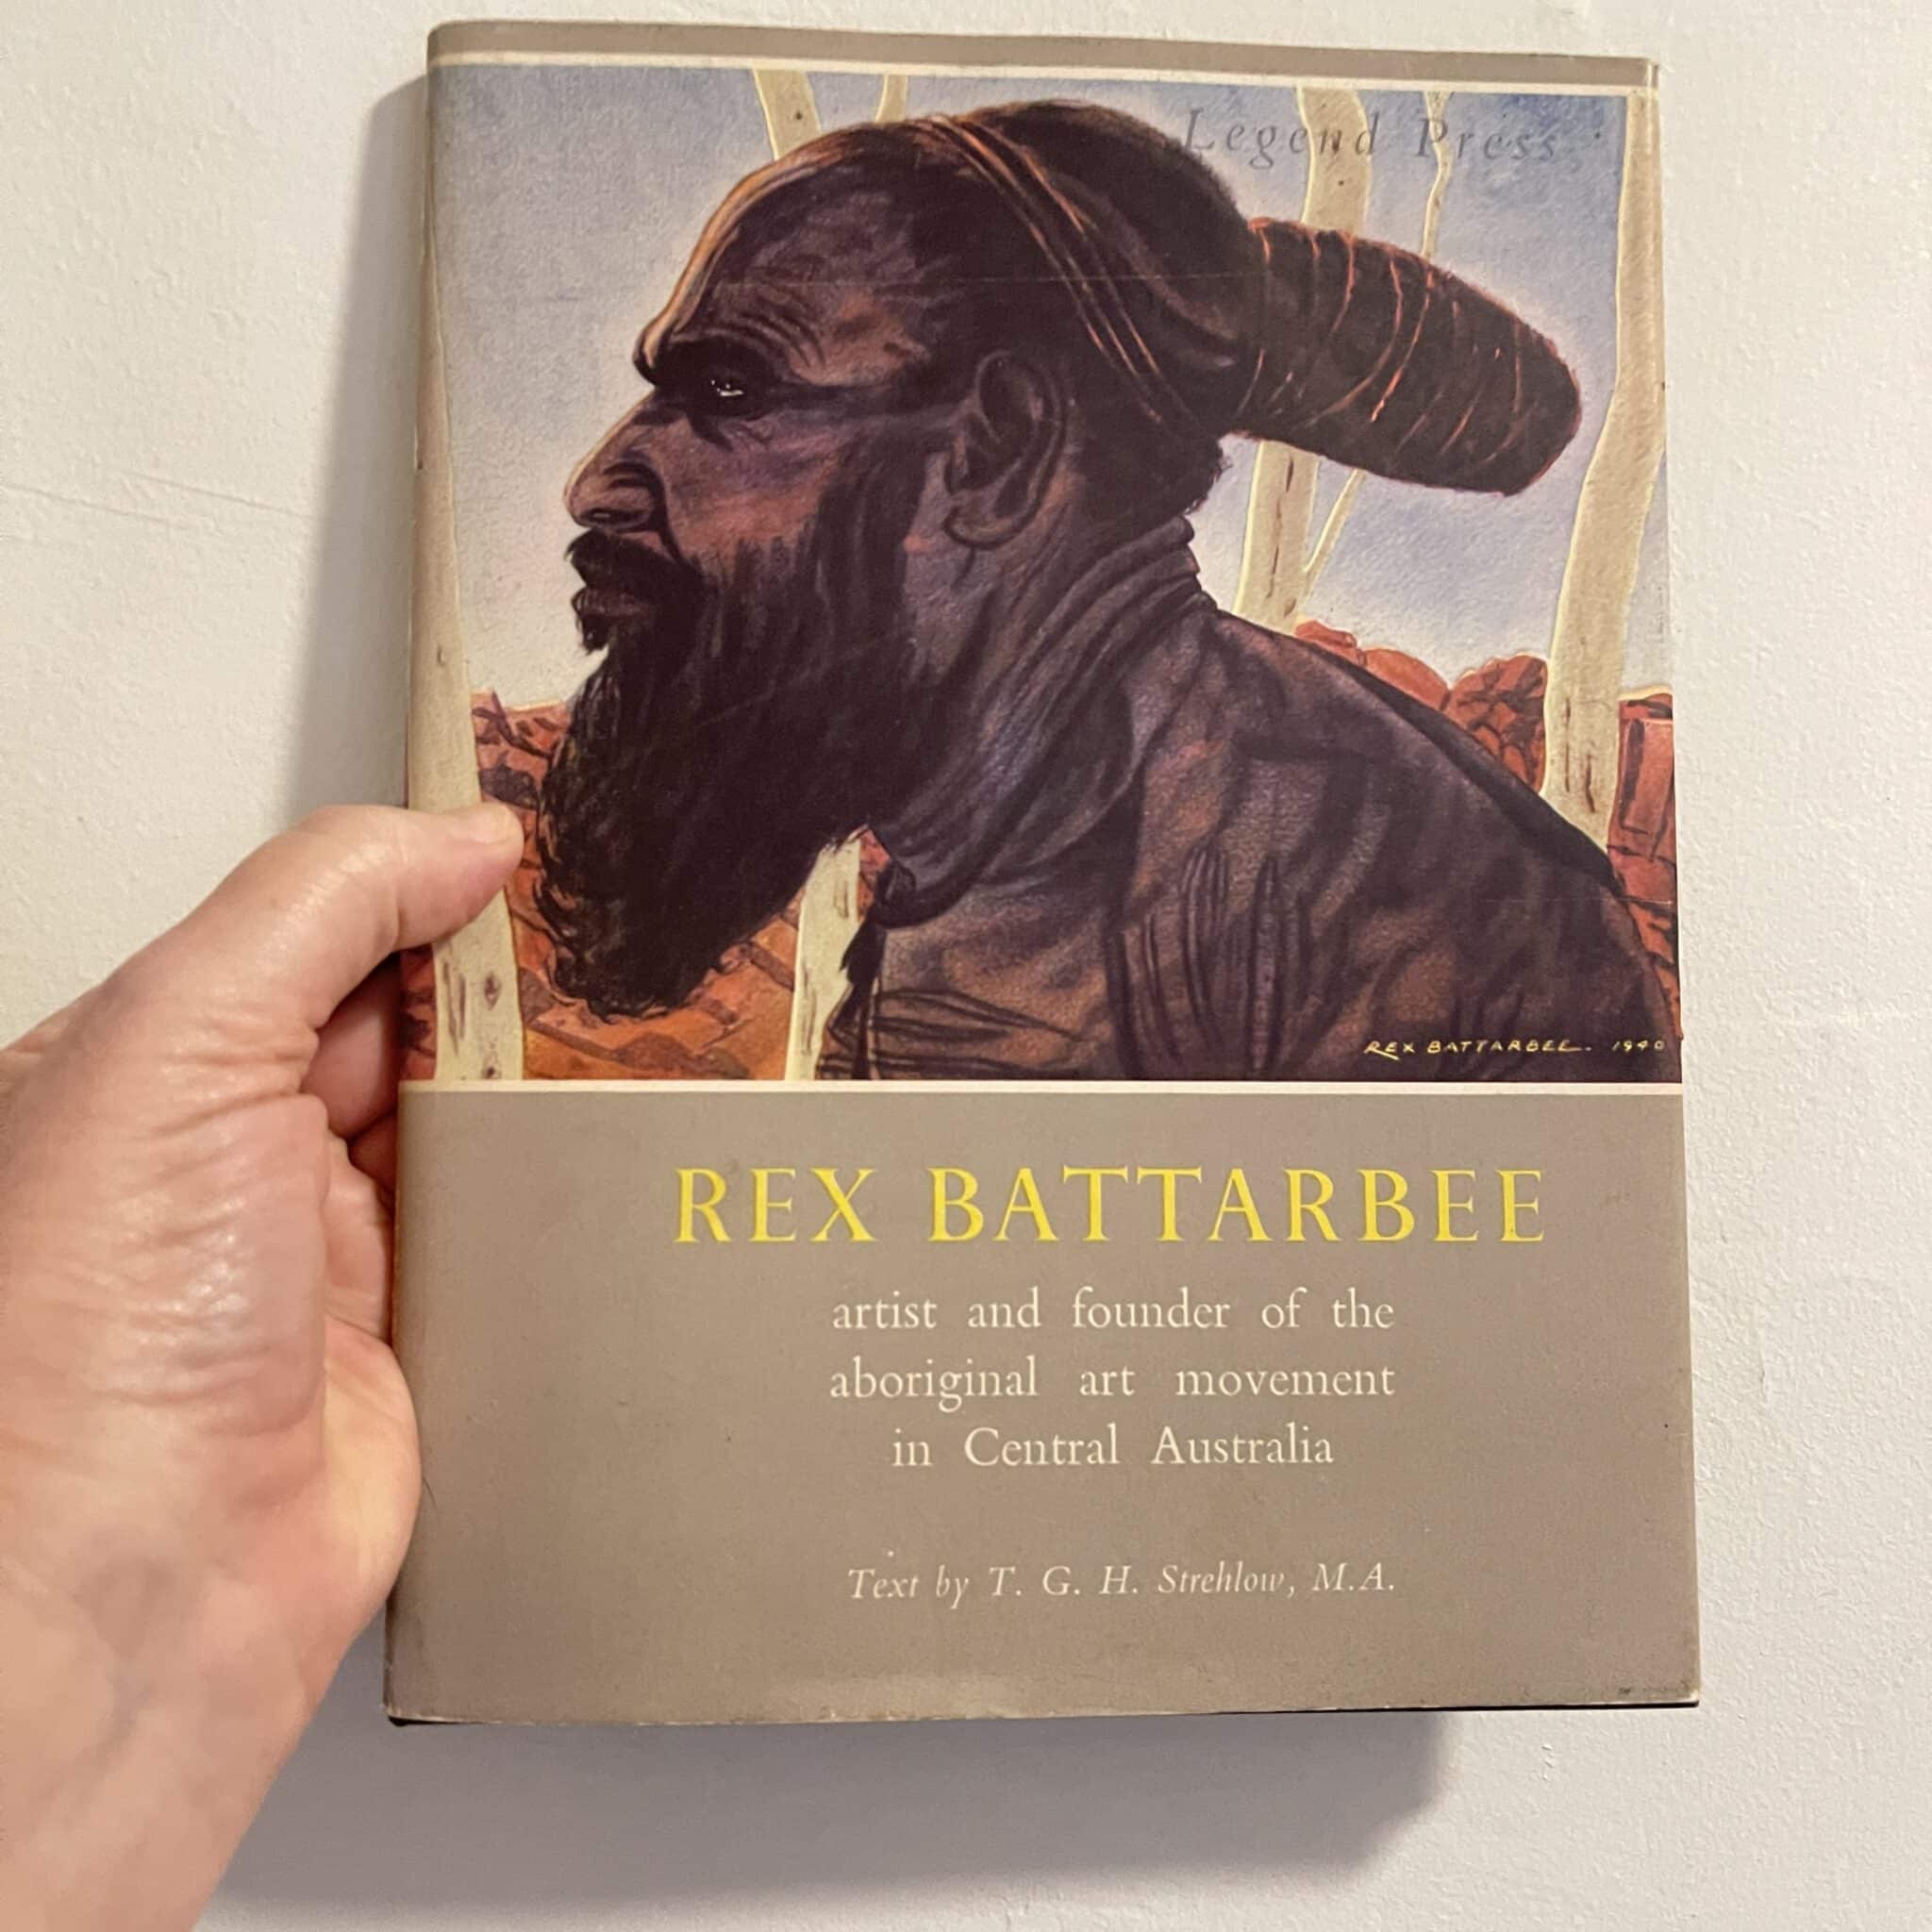 Legend Press
REX BATTARBEE. 1940
REX BATTARBEE
artist and founder of the
aboriginal art movement
in Central Australia
Text by T. G. H. Strehlow, M.A.